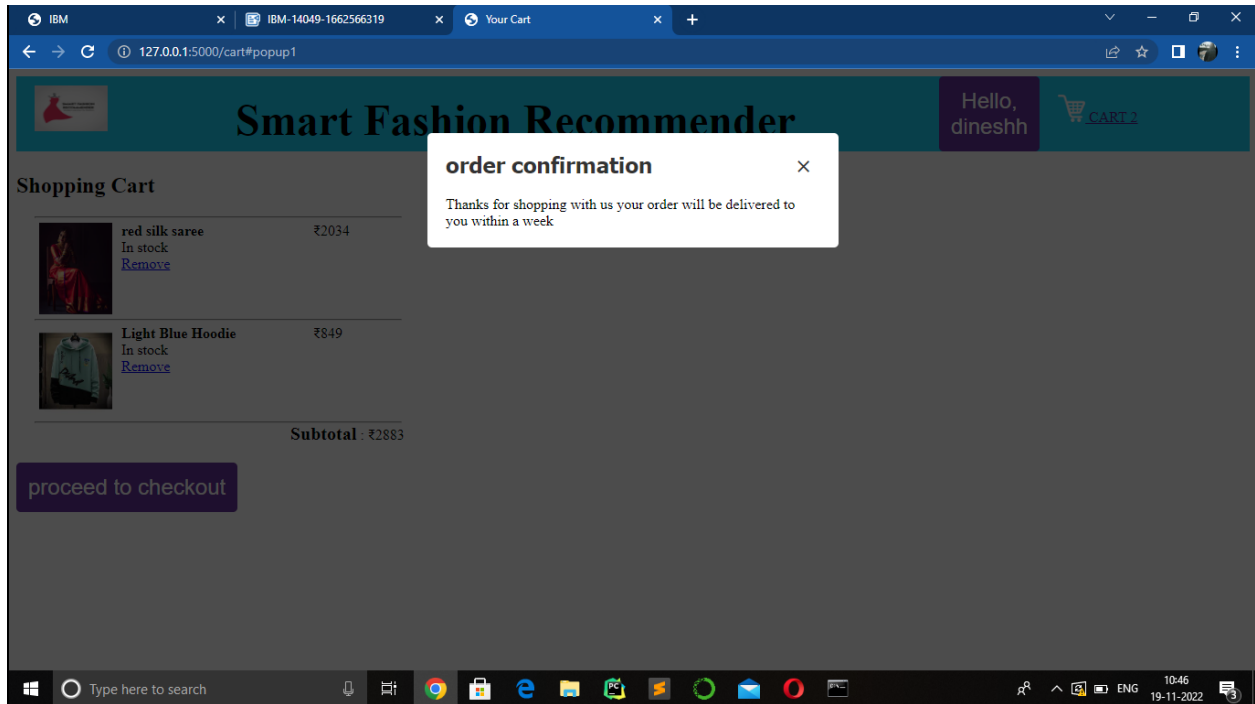 IBM
IBM-14049-1662566319
Your Cart
127.0.0.1:5000/cart#popup1
Smart Fashion Recommender
Hello,
dineshh
CART 2
order confirmation
Thanks for shopping with us your order will be delivered to
you within a week
Shopping Cart
red silk saree ₹2034
In stock
Remove
Light Blue Hoodie ₹849
In stock
Remove
Subtotal : ₹2883
proceed to checkout
Type here to search
ENG
10:46
19-11-2022
3